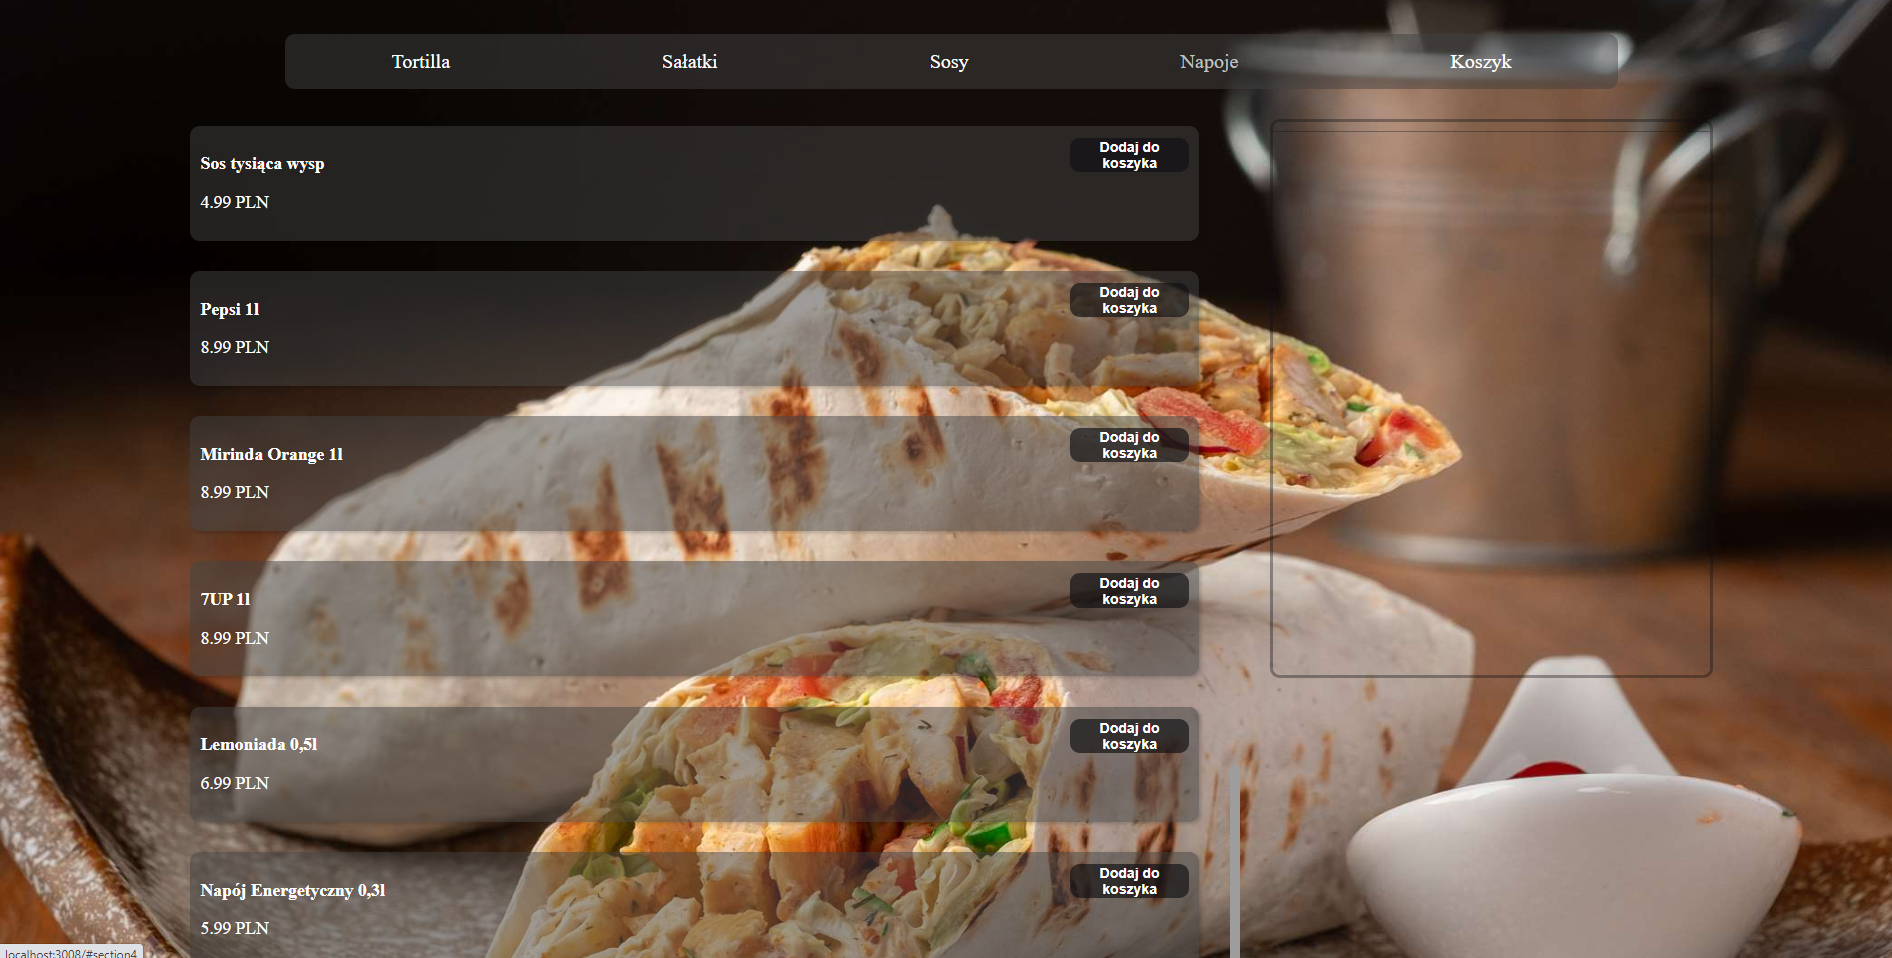 Tortilla
Sałatki
Sosy
Napoje
Koszyk
Sos tysiąca wysp
4.99 PLN
Dodaj do
koszyka
Pepsi 1l
8.99 PLN
Dodaj do
koszyka
Mirinda Orange 1l
8.99 PLN
Dodaj do
koszyka
7UP 1l
8.99 PLN
Dodaj do
koszyka
Lemoniada 0,5l
6.99 PLN
Dodaj do
koszyka
Napój Energetyczny 0,3l
5.99 PLN
Dodaj do
koszyka
localhost:3008/#section4